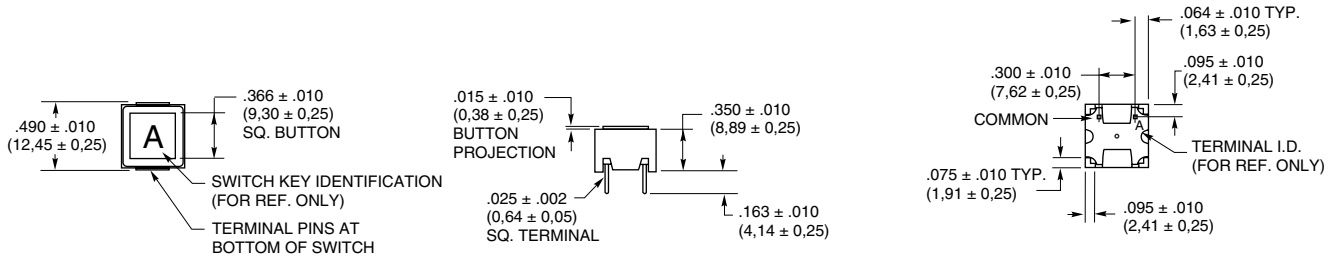 .490 ± .010
(12,45 ± 0,25)
A
.366 ± .010
(9,30 ± 0,25)
SQ. BUTTON
SWITCH KEY IDENTIFICATION
(FOR REF. ONLY)
TERMINAL PINS AT
BOTTOM OF SWITCH
.015 ± .010
(0,38 ± 0,25)
BUTTON
PROJECTION
.350 ± .010
(8,89 ± 0,25)
.025 ± .002
(0,64 ± 0,05)
SQ. TERMINAL
.163 ± .010
(4,14 ± 0,25)
.064 ± .010 TYP.
(1,63 ± 0,25)
.300 ± .010
(7,62 ± 0,25)
.095 ± .010
(2,41 ± 0,25)
COMMON
A
TERMINAL I.D.
(FOR REF. ONLY)
.075 ± .010 TYP.
(1,91 ± 0,25)
.095 ± .010
(2,41 ± 0,25)